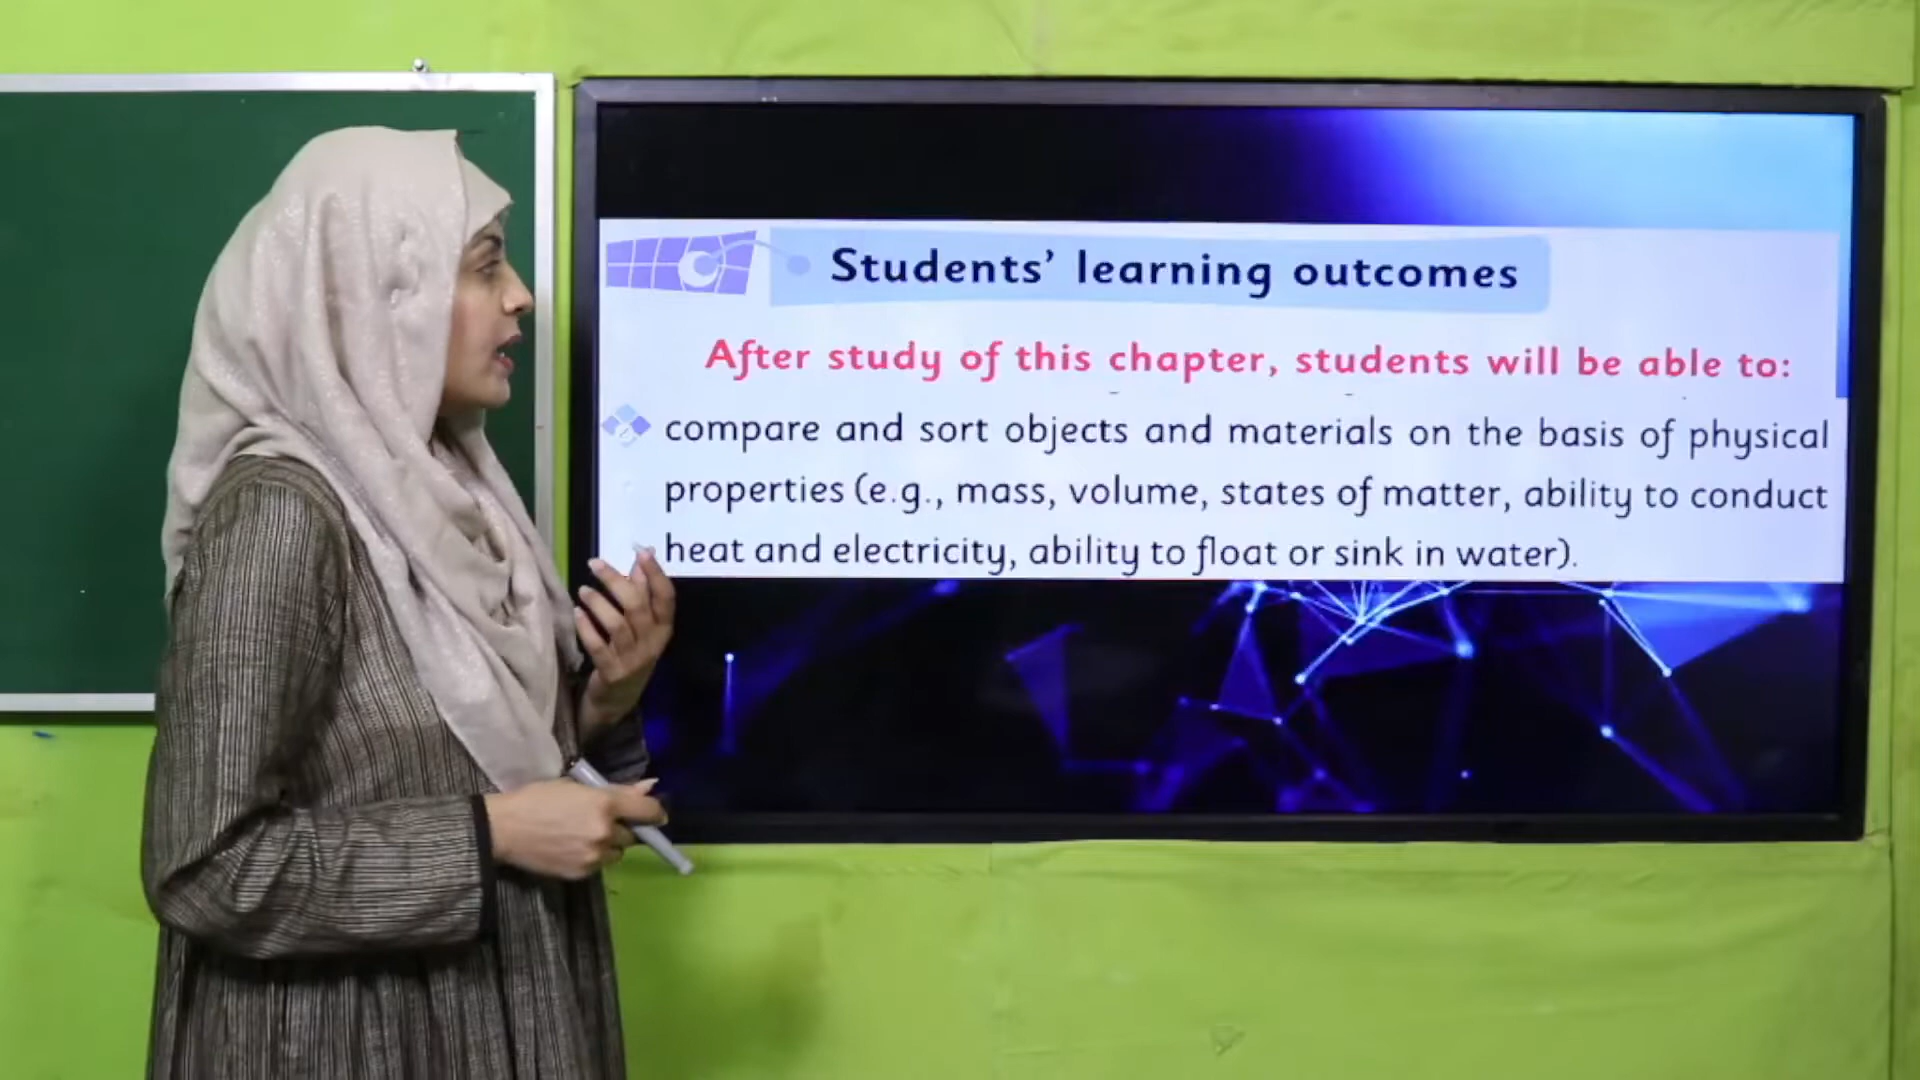 Students’ learning outcomes
After study of this chapter, students will be able to:
compare and sort objects and materials on the basis of physical
properties (e.g., mass, volume, states of matter, ability to conduct
heat and electricity, ability to float or sink in water).